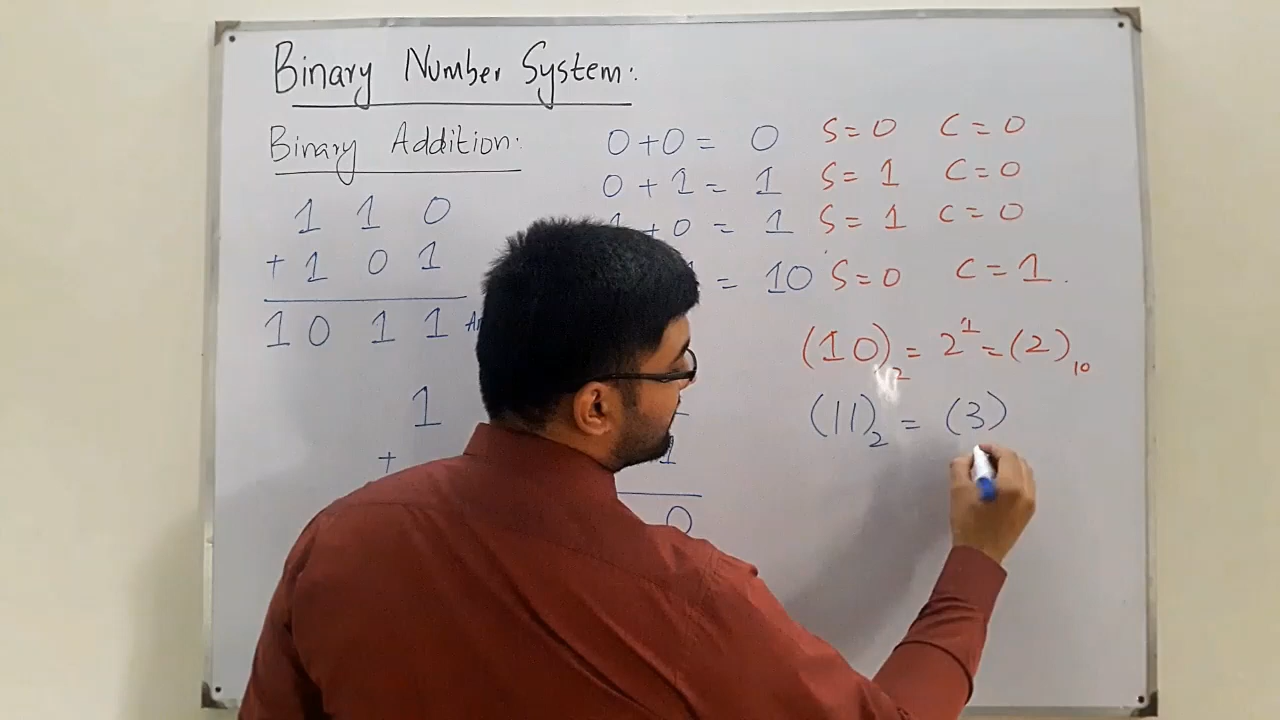 Binary Number System:
Binary Addition:
1 1 0
+ 1 0 1
1 0 1 1
1
+
0 + 0 = 0 S = 0 C = 0
0 + 1 = 1 S = 1 C = 0
1 + 0 = 1 S = 1 C = 0
= 10 S = 0 C = 1 .
(10)2 = 2^1 = (2)10
(11)2 = (3)
1
0